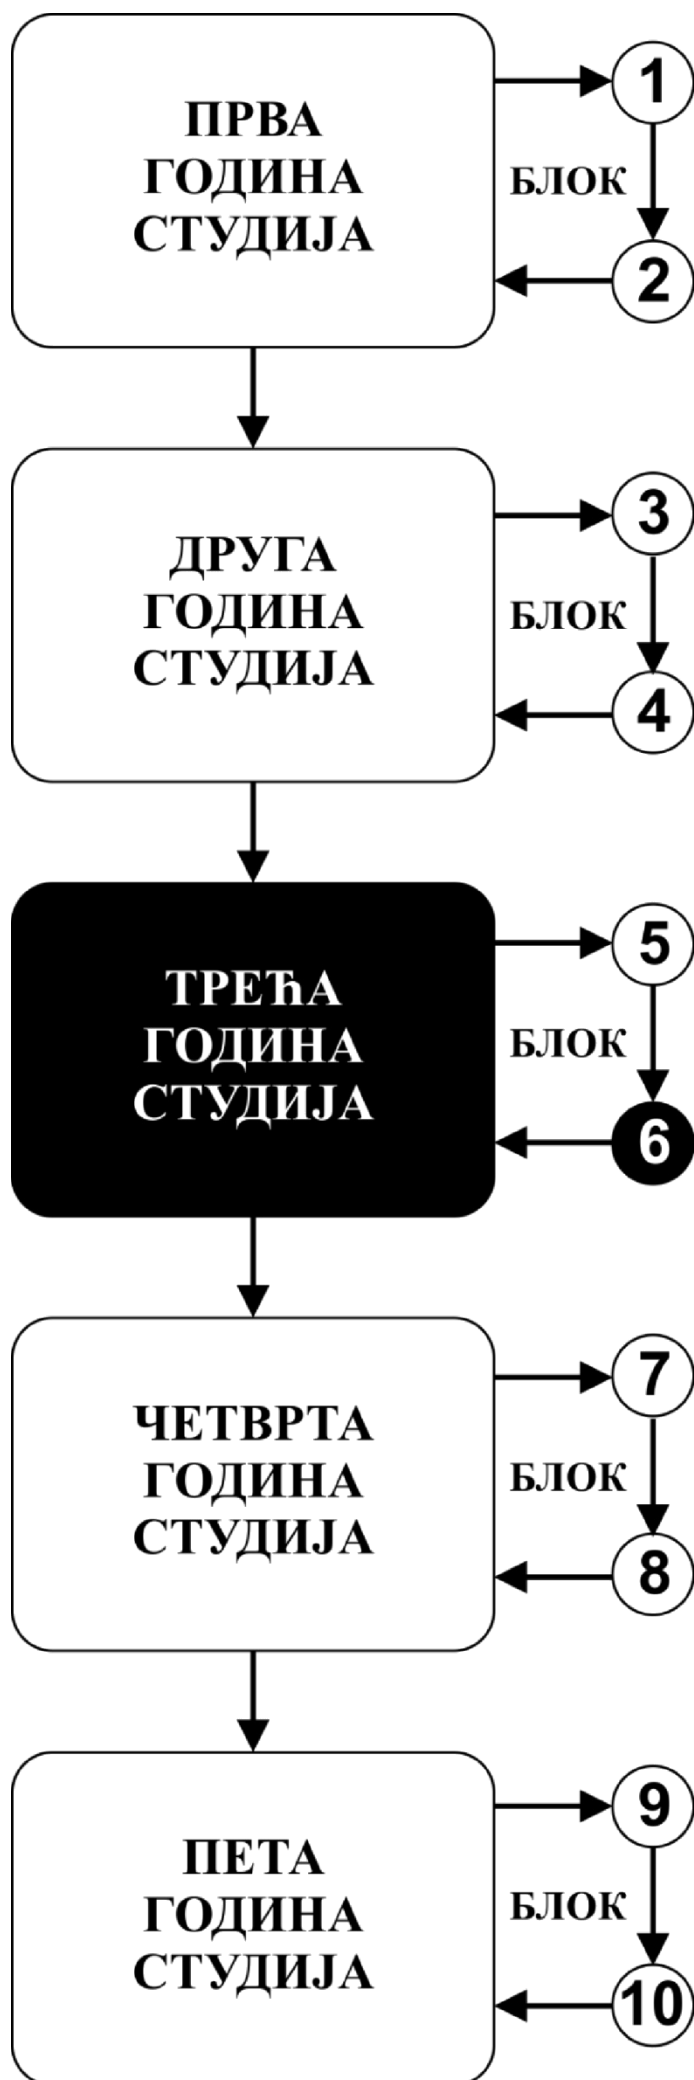 ПРВА
ГОДИНА
СТУДИЈА
1
БЛОК
2
ДРУГА
ГОДИНА
СТУДИЈА
3
БЛОК
4
ТРЕЋА
ГОДИНА
СТУДИЈА
5
БЛОК
6
ЧЕТВРТА
ГОДИНА
СТУДИЈА
7
БЛОК
8
ПЕТА
ГОДИНА
СТУДИЈА
9
БЛОК
10